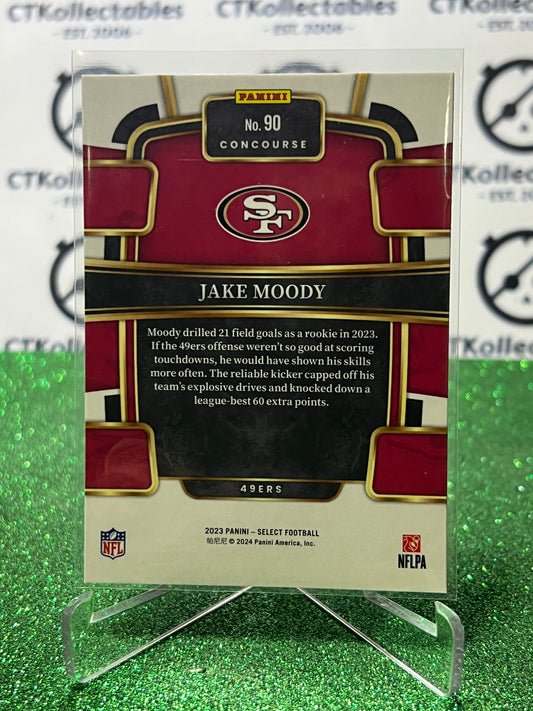 CTKollectables
EST. 2006
CTKollectables
EST. 2006
CTKollectables
EST. 2006
PANINI
No. 90
CONCOURSE
SF
JAKE MOODY
Moody drilled 21 field goals as a rookie in 2023.
If the 49ers offense weren't so good at scoring
touchdowns, he would have shown his skills
more often. The reliable kicker capped off his
team's explosive drives and knocked down a
league-best 60 extra points.
49ERS
2023 PANINI – SELECT FOOTBALL
帕尼尼 © 2024 Panini America, Inc.
NFL
NFLPA